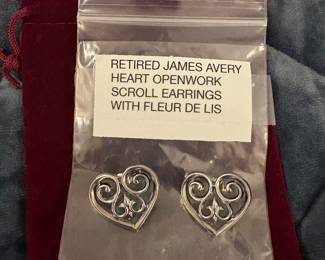 RETIRED JAMES AVERY
HEART OPENWORK
SCROLL EARRINGS
WITH FLEUR DE LIS